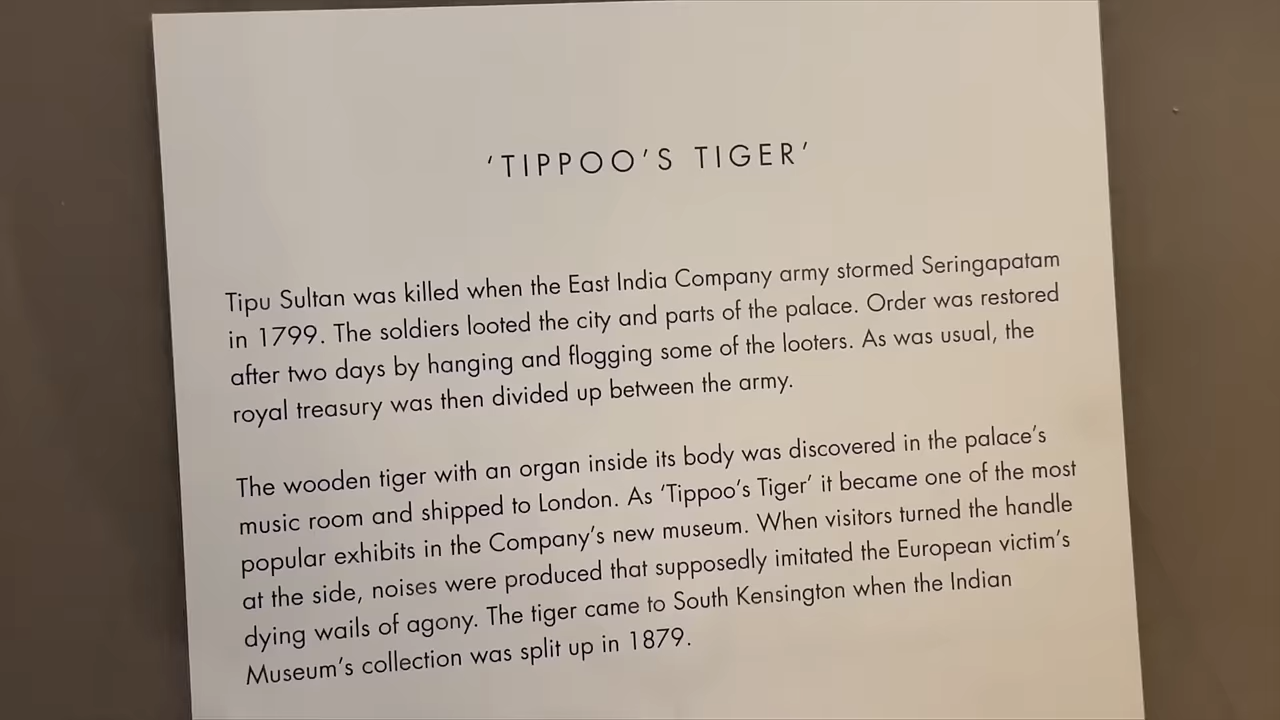 ‘TIPPOO’S TIGER’
Tipu Sultan was killed when the East India Company army stormed Seringapatam
in 1799. The soldiers looted the city and parts of the palace. Order was restored
after two days by hanging and flogging some of the looters. As was usual, the
royal treasury was then divided up between the army.
The wooden tiger with an organ inside its body was discovered in the palace’s
music room and shipped to London. As ‘Tippoo’s Tiger’ it became one of the most
popular exhibits in the Company’s new museum. When visitors turned the handle
at the side, noises were produced that supposedly imitated the European victim’s
dying wails of agony. The tiger came to South Kensington when the Indian
Museum’s collection was split up in 1879.